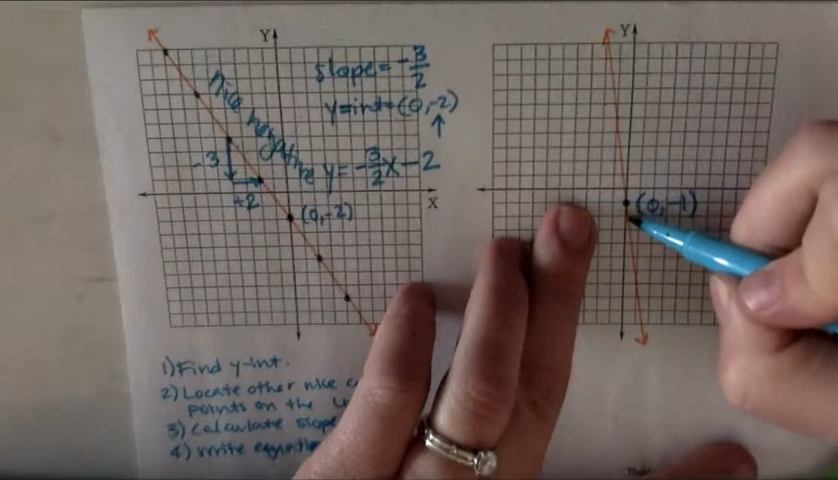 Y
slope = -3/2
y=int=(0,-2)
Nice negative
y = -3/2x - 2
-3
+2
X
(0,-2)
Y
(0,-1)
1) Find y-int.
2) Locate other nice
points on the
3) Calculate slope
4) Write equation